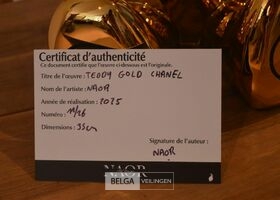 Certificat d'authenticité
Ce document certifie que l'œuvre ci-dessous est l'originale.
Titre de l'œuvre : TEDDY GOLD CHANEL
Nom de l'artiste : NAOR
Année de réalisation : 2025
Numéro : 11/26
Dimensions : 35cm
Signature de l'auteur :
NAOR
NAOR
BELGA VEILINGEN